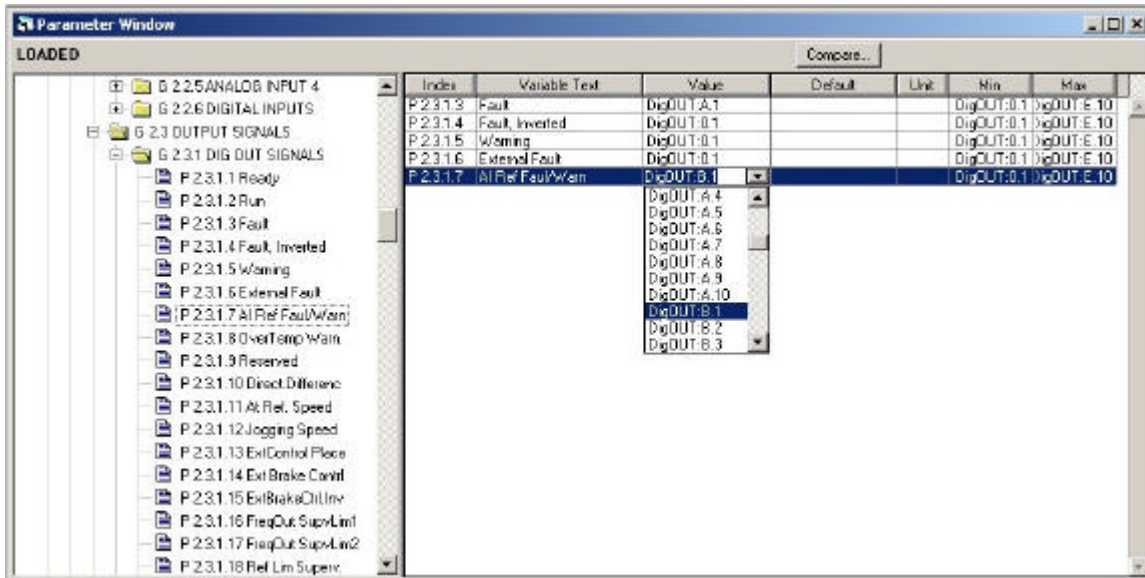 Parameter Window
LOADED
Compare...
G 2.2.5 ANALOG INPUT 4
G 2.2.6 DIGITAL INPUTS
G 2.3 OUTPUT SIGNALS
G 2.3.1 DIG OUT SIGNALS
P 2.3.1.1 Ready
P 2.3.1.2 Run
P 2.3.1.3 Fault
P 2.3.1.4 Fault, Inverted
P 2.3.1.5 Warning
P 2.3.1.6 External Fault
P 2.3.1.7 AI Ref Faul/Warn
P 2.3.1.8 OverTemp Warn.
P 2.3.1.9 Reserved
P 2.3.1.10 Direct.Differenc
P 2.3.1.11 At Ref. Speed
P 2.3.1.12 Jogging Speed
P 2.3.1.13 ExtControl Place
P 2.3.1.14 Ext Brake Contrl
P 2.3.1.15 ExtBrakeCtrl.Inv
P 2.3.1.16 FreqOut SupvLim1
P 2.3.1.17 FreqOut SupvLim2
P 2.3.1.18 Ref Lim Superv.
Index Variable Text Value Default Unit Min Max
P 2.3.1.3 Fault DigOUT:A.1 DigOUT:0.1 DigOUT:E.10
P 2.3.1.4 Fault, Inverted DigOUT:0.1 DigOUT:0.1 DigOUT:E.10
P 2.3.1.5 Warning DigOUT:0.1 DigOUT:0.1 DigOUT:E.10
P 2.3.1.6 External Fault DigOUT:0.1 DigOUT:0.1 DigOUT:E.10
P 2.3.1.7 AI Ref Faul/Warn DigOUT:B.1 DigOUT:0.1 DigOUT:E.10
DigOUT:A.4
DigOUT:A.5
DigOUT:A.6
DigOUT:A.7
DigOUT:A.8
DigOUT:A.9
DigOUT:A.10
DigOUT:B.1
DigOUT:B.2
DigOUT:B.3